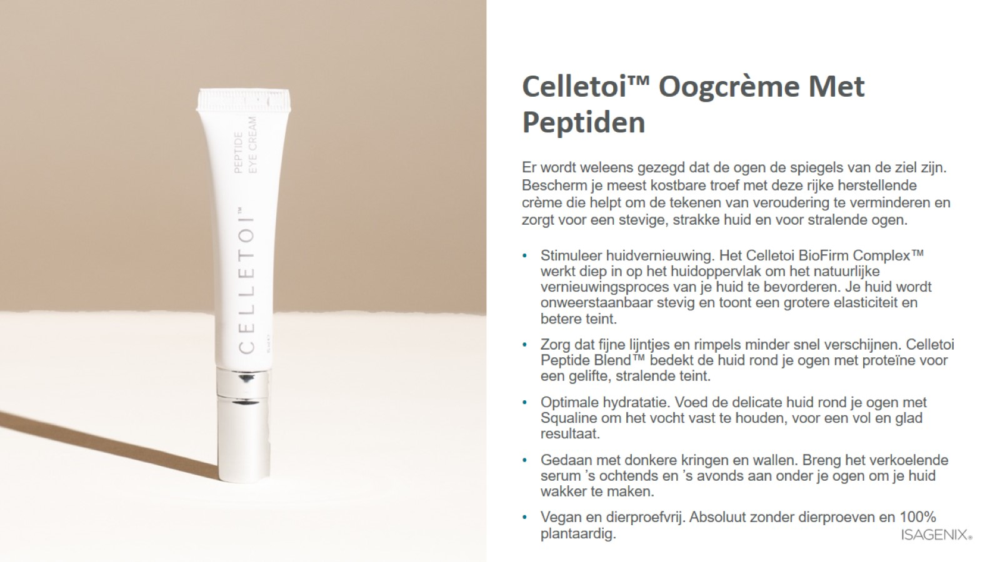 PEPTIDE
EYE CREAM
CELLETOI™
Celletoi™ Oogcrème Met
Peptiden
Er wordt weleens gezegd dat de ogen de spiegels van de ziel zijn.
Bescherm je meest kostbare troef met deze rijke herstellende
crème die helpt om de tekenen van veroudering te verminderen en
zorgt voor een stevige, strakke huid en voor stralende ogen.
• Stimuleer huidvernieuwing. Het Celletoi BioFirm Complex™
werkt diep in op het huidoppervlak om het natuurlijke
vernieuwingsproces van je huid te bevorderen. Je huid wordt
onweerstaanbaar stevig en toont een grotere elasticiteit en
betere teint.
• Zorg dat fijne lijntjes en rimpels minder snel verschijnen. Celletoi
Peptide Blend™ bedekt de huid rond je ogen met proteïne voor
een gelifte, stralende teint.
• Optimale hydratatie. Voed de delicate huid rond je ogen met
Squaline om het vocht vast te houden, voor een vol en glad
resultaat.
• Gedaan met donkere kringen en wallen. Breng het verkoelende
serum ’s ochtends en ’s avonds aan onder je ogen om je huid
wakker te maken.
• Vegan en dierproefvrij. Absoluut zonder dierproeven en 100%
plantaardig.
ISAGENIX®